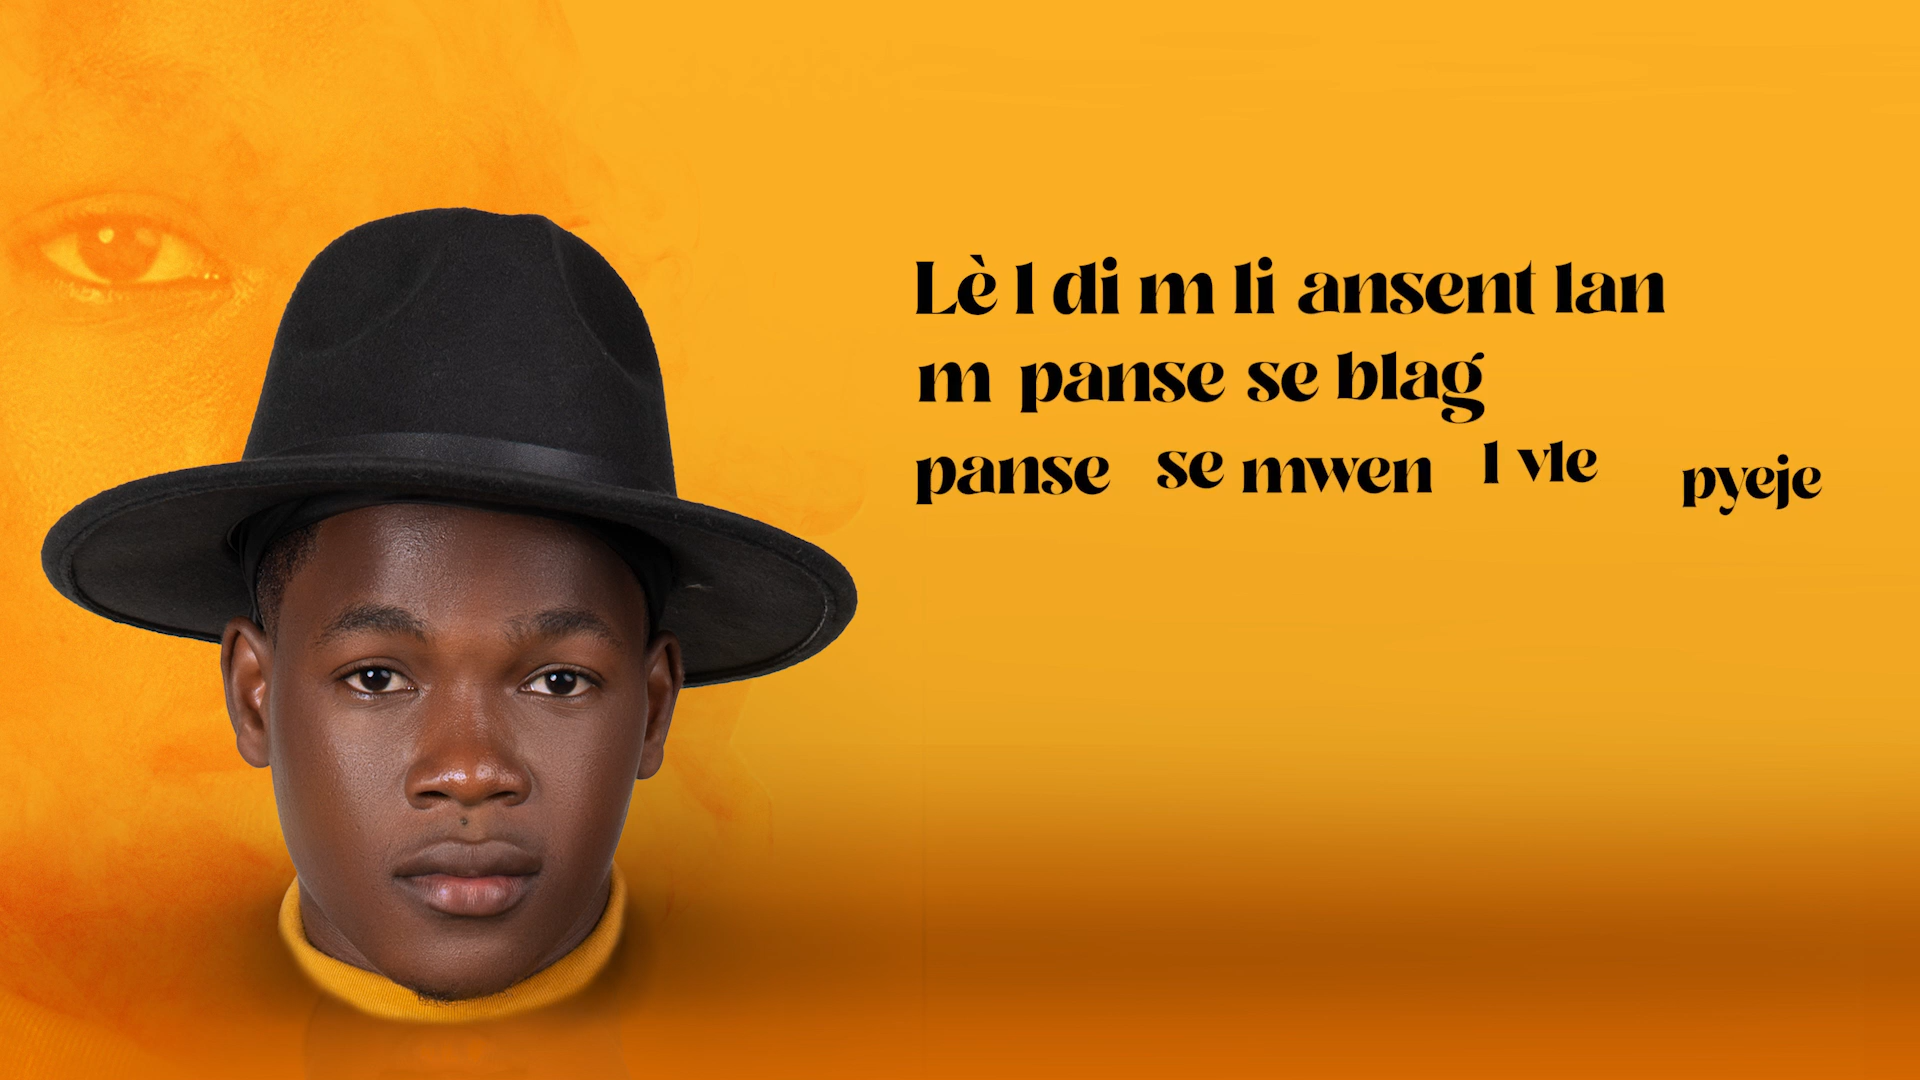 Lè l di m li ansent lan
m panse se blag
panse se mwen l vle pyeje